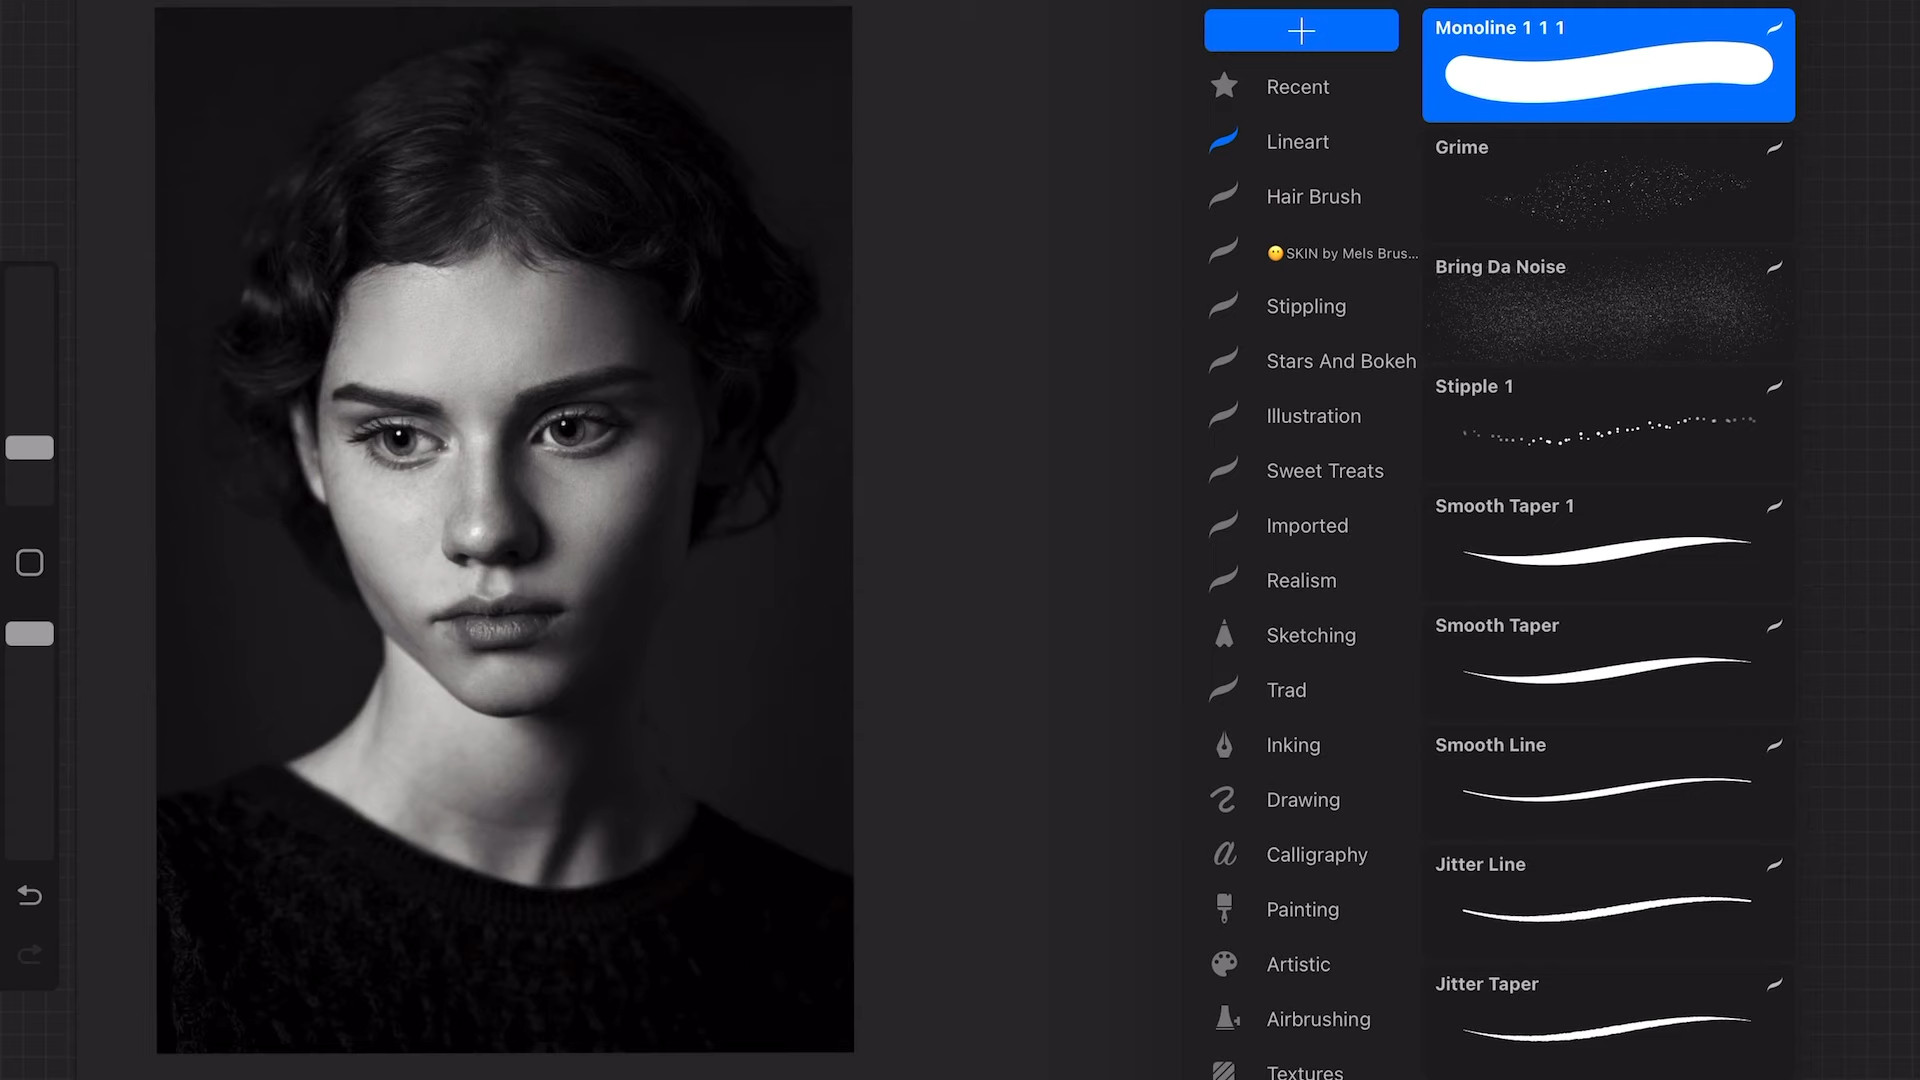 Recent
Lineart
Hair Brush
😶SKIN by Mels Brus...
Stippling
Stars And Bokeh
Illustration
Sweet Treats
Imported
Realism
Sketching
Trad
Inking
Drawing
Calligraphy
Painting
Artistic
Airbrushing
Textures
Monoline 1 1 1
Grime
Bring Da Noise
Stipple 1
Smooth Taper 1
Smooth Taper
Smooth Line
Jitter Line
Jitter Taper